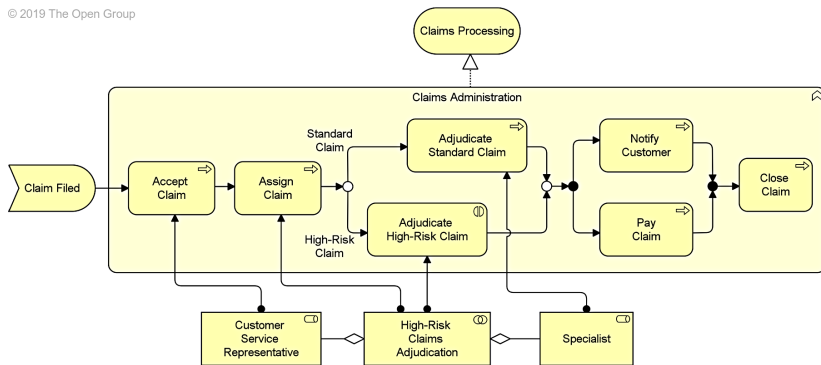 © 2019 The Open Group
Claims Processing
Claims Administration
Claim Filed
Accept
Claim
Assign
Claim
Standard
Claim
High-Risk
Claim
Adjudicate
Standard Claim
Adjudicate
High-Risk Claim
Notify
Customer
Pay
Claim
Close
Claim
Customer
Service
Representative
High-Risk
Claims
Adjudication
Specialist